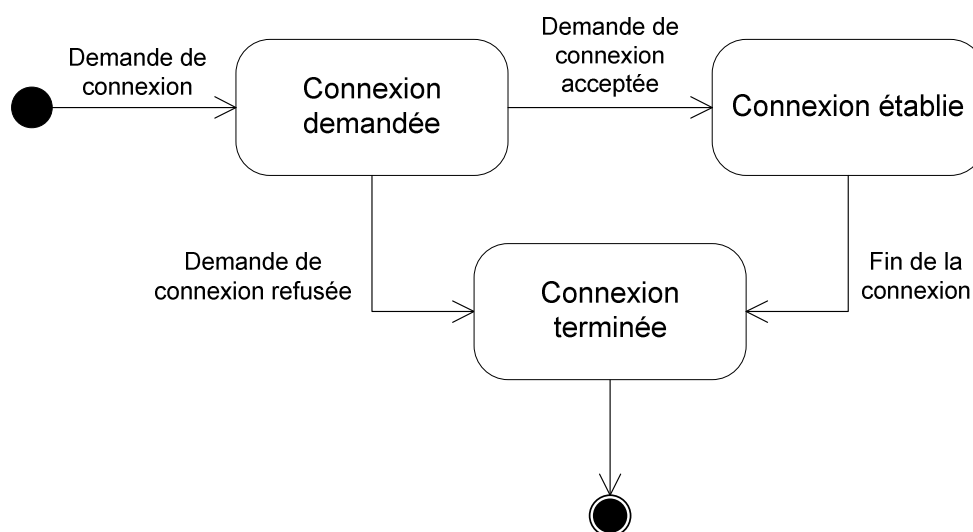 Demande de
connexion
Connexion
demandée
Demande de
connexion
acceptée
Connexion établie
Demande de
connexion refusée
Connexion
terminée
Fin de la
connexion